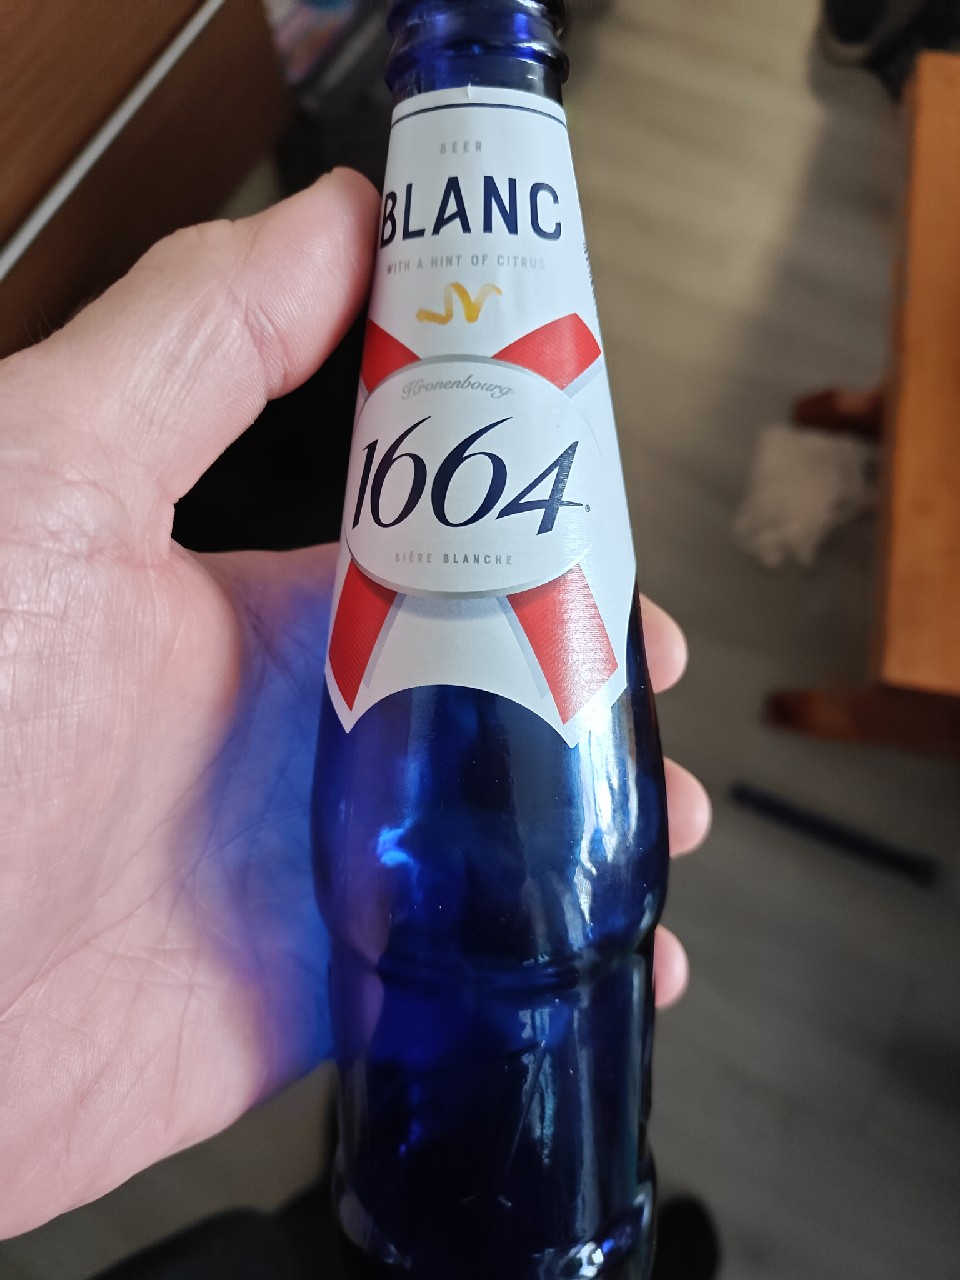 BEER
BLANC
WITH A HINT OF CITRUS
Kronenbourg
1664®
BIÈRE BLANCHE